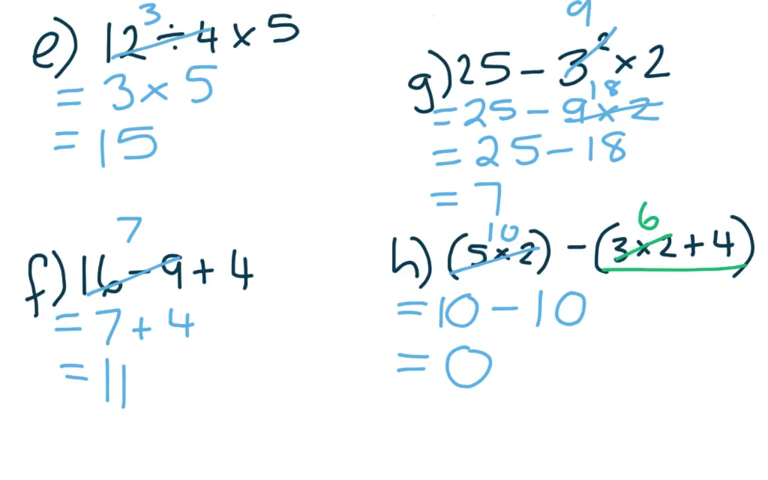 3
e) 12 ÷ 4 × 5
= 3 × 5
= 15
7
f) 16 - 9 + 4
= 7 + 4
= 11
9
g) 25 - 3² × 2
18
= 25 - 9 × 2
= 25 - 18
= 7
10 6
h) (5 × 2) - (3 × 2 + 4)
= 10 - 10
= 0